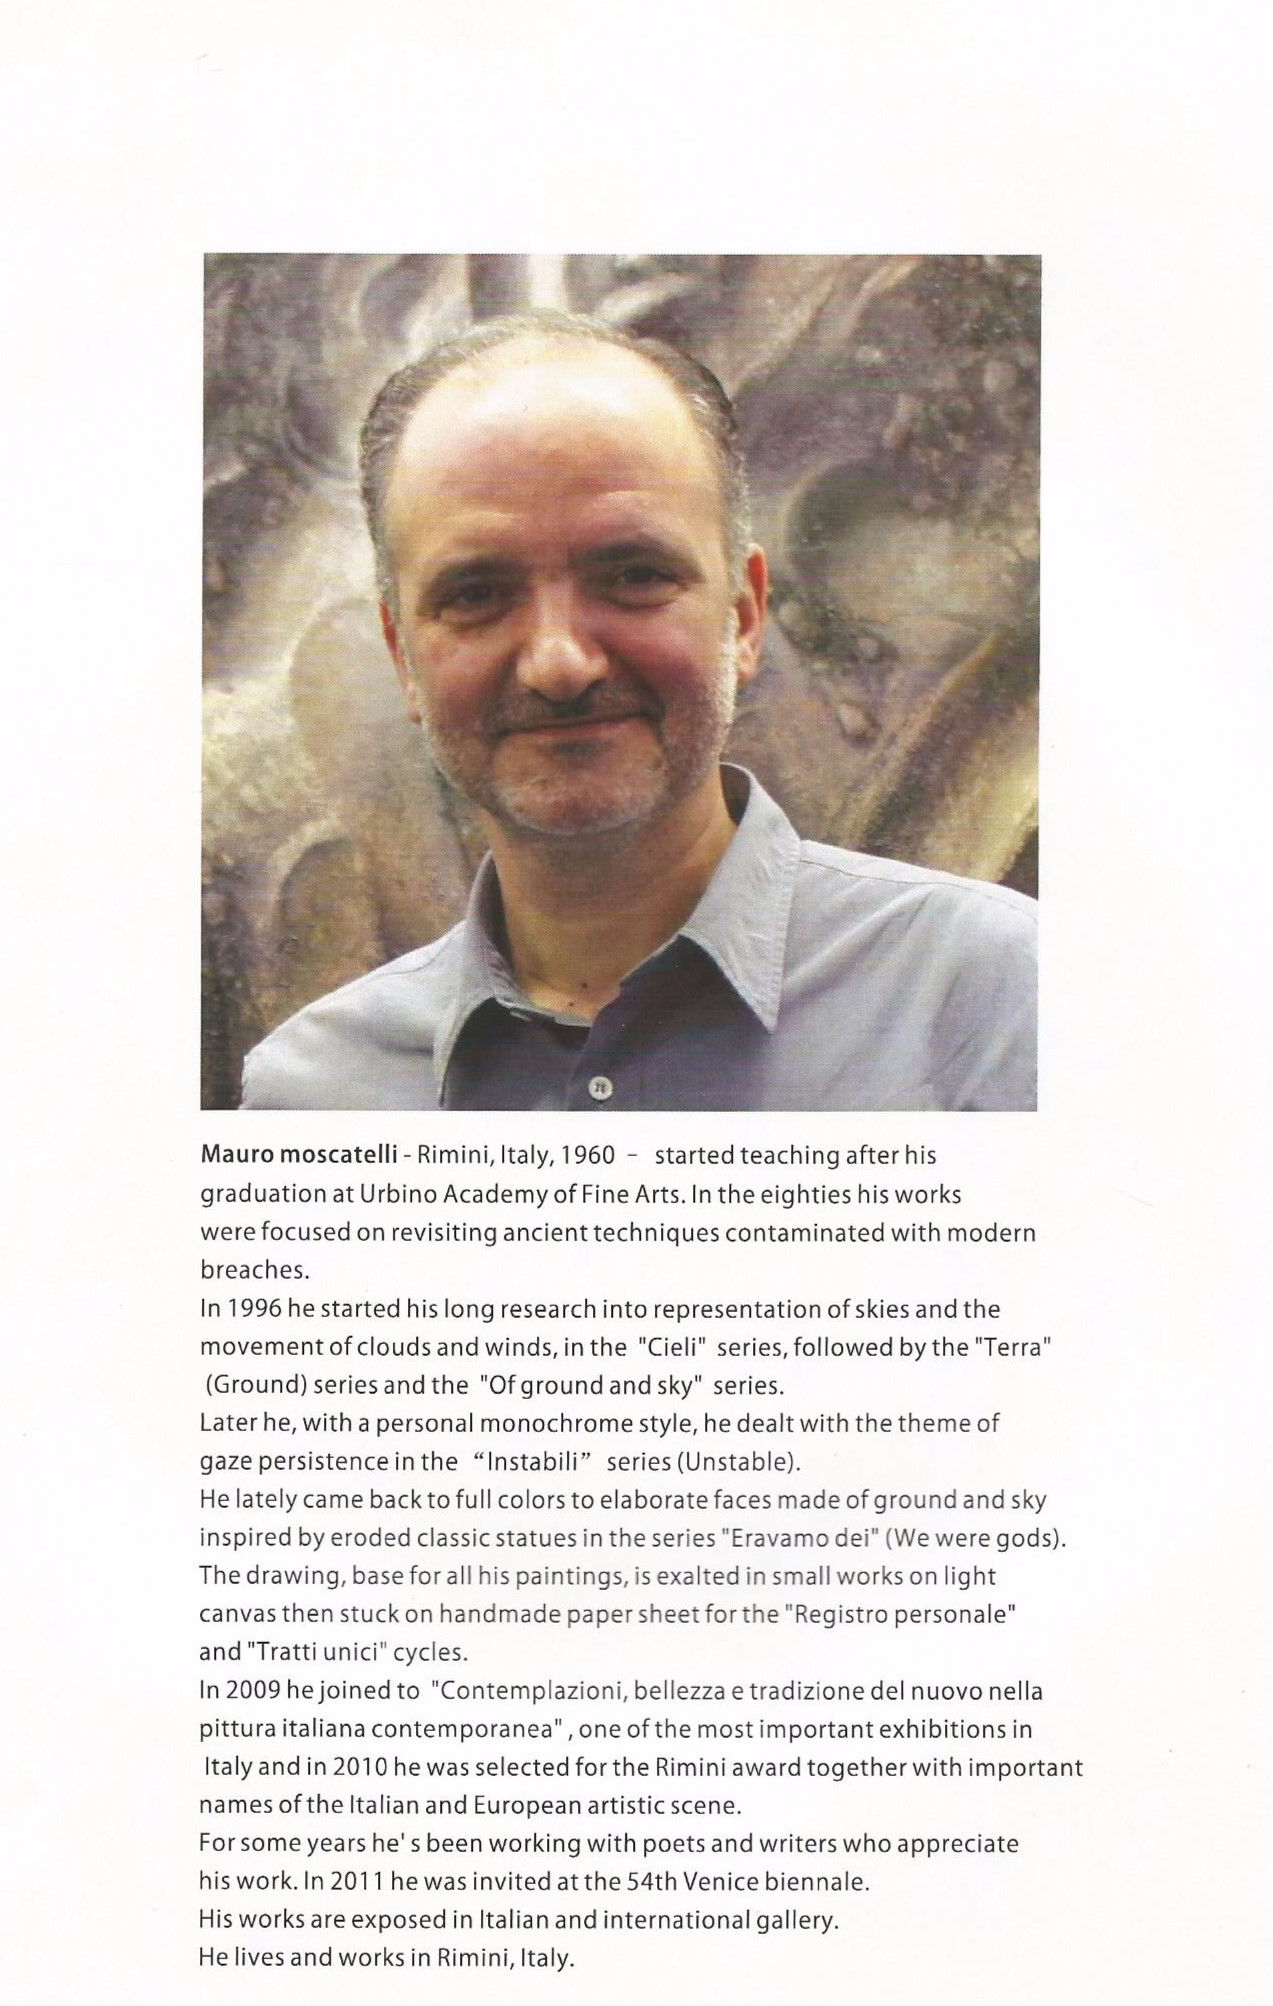 Mauro moscatelli - Rimini, Italy, 1960 – started teaching after his
graduation at Urbino Academy of Fine Arts. In the eighties his works
were focused on revisiting ancient techniques contaminated with modern
breaches.
In 1996 he started his long research into representation of skies and the
movement of clouds and winds, in the "Cieli" series, followed by the "Terra"
(Ground) series and the "Of ground and sky" series.
Later he, with a personal monochrome style, he dealt with the theme of
gaze persistence in the “Instabili” series (Unstable).
He lately came back to full colors to elaborate faces made of ground and sky
inspired by eroded classic statues in the series "Eravamo dei" (We were gods).
The drawing, base for all his paintings, is exalted in small works on light
canvas then stuck on handmade paper sheet for the "Registro personale"
and "Tratti unici" cycles.
In 2009 he joined to "Contemplazioni, bellezza e tradizione del nuovo nella
pittura italiana contemporanea" , one of the most important exhibitions in
Italy and in 2010 he was selected for the Rimini award together with important
names of the Italian and European artistic scene.
For some years he' s been working with poets and writers who appreciate
his work. In 2011 he was invited at the 54th Venice biennale.
His works are exposed in Italian and international gallery.
He lives and works in Rimini, Italy.